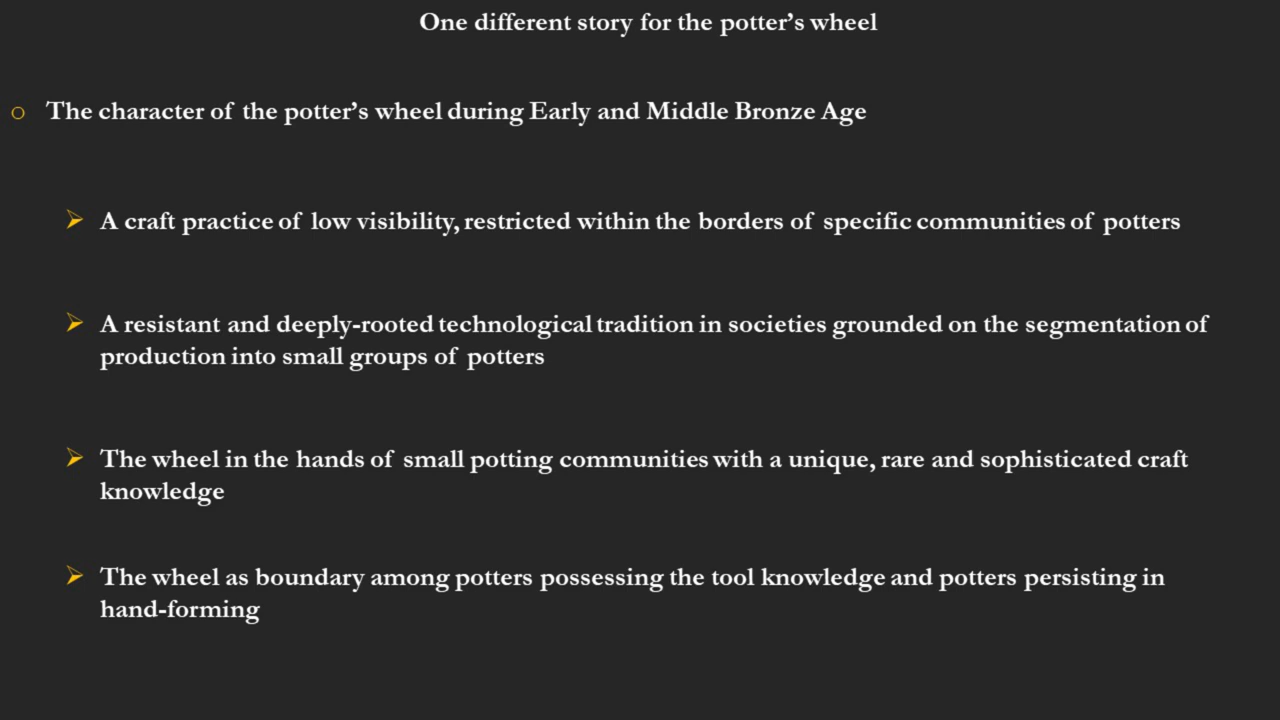 One different story for the potter’s wheel
The character of the potter’s wheel during Early and Middle Bronze Age
A craft practice of low visibility, restricted within the borders of specific communities of potters
A resistant and deeply-rooted technological tradition in societies grounded on the segmentation of
production into small groups of potters
The wheel in the hands of small potting communities with a unique, rare and sophisticated craft
knowledge
The wheel as boundary among potters possessing the tool knowledge and potters persisting in
hand-forming